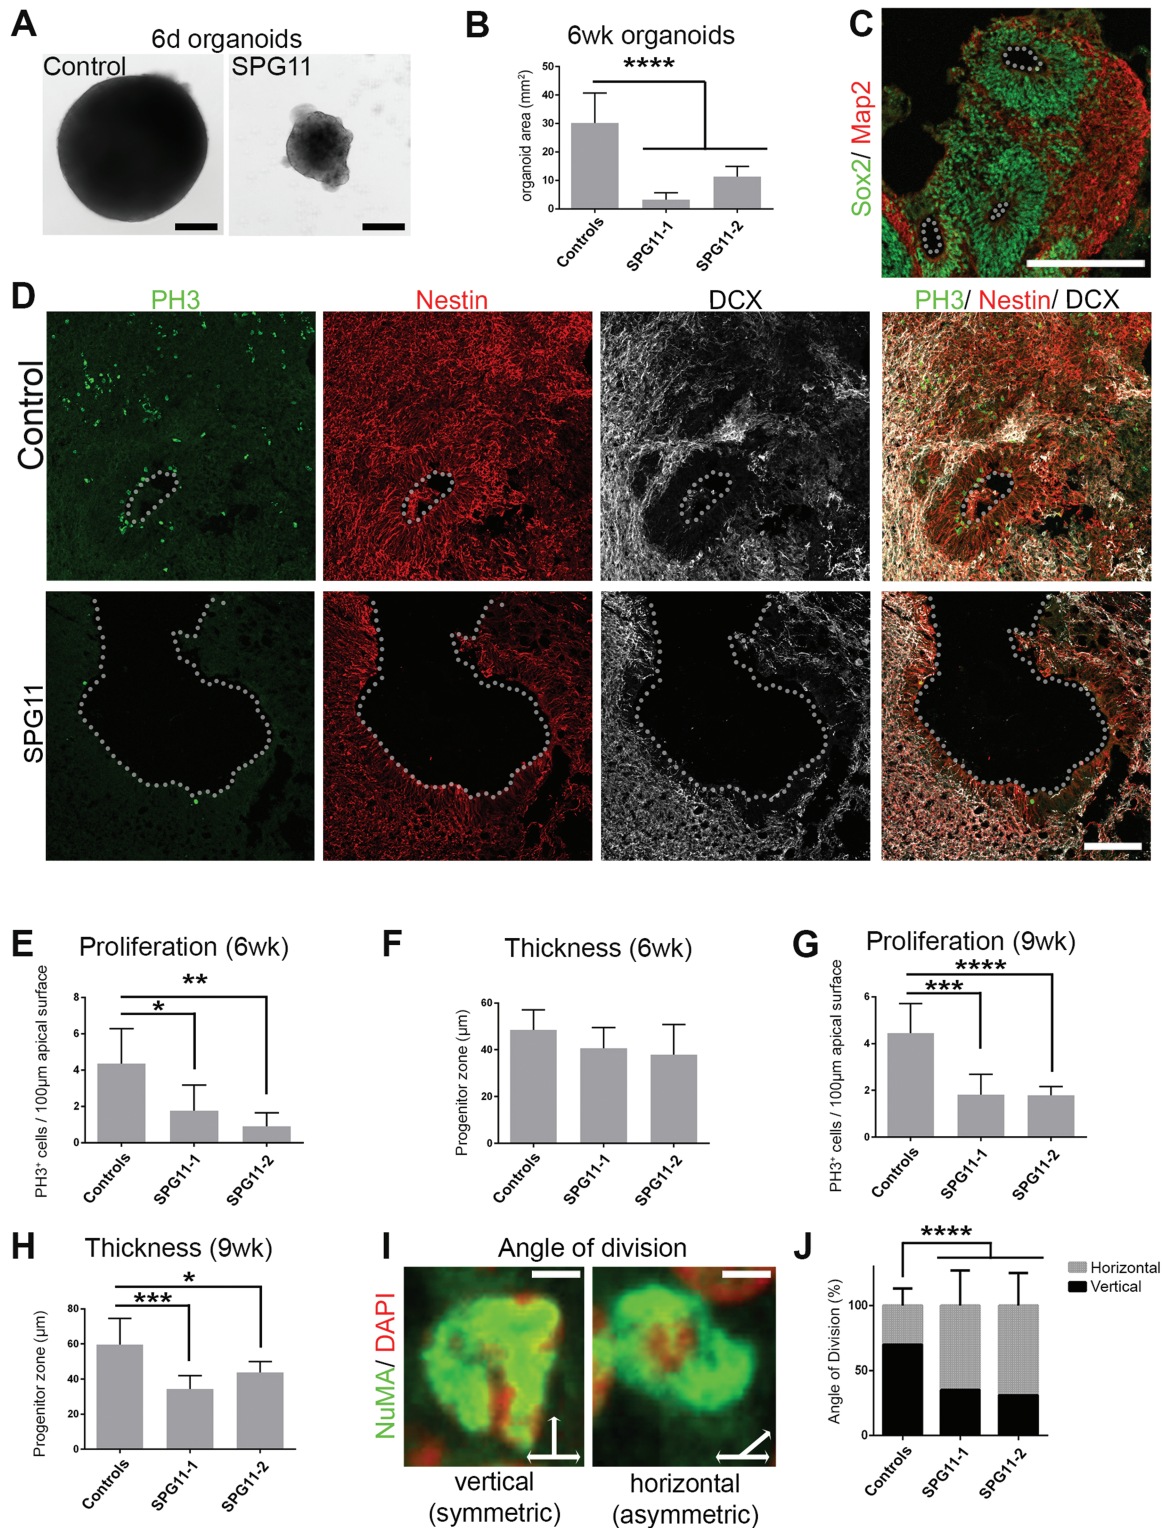 A
6d organoids
Control
SPG11
B
6wk organoids
****
organoid area (mm²)
50
40
30
20
10
0
Controls
SPG11-1
SPG11-2
C
Sox2/ Map2
D
PH3
Nestin
DCX
PH3/ Nestin/ DCX
Control
SPG11
E
Proliferation (6wk)
**
*
PH3⁺ cells / 100µm apical surface
8
6
4
2
0
Controls
SPG11-1
SPG11-2
F
Thickness (6wk)
Progenitor zone (µm)
60
40
20
0
Controls
SPG11-1
SPG11-2
G
Proliferation (9wk)
****
***
PH3⁺ cells / 100µm apical surface
6
4
2
0
Controls
SPG11-1
SPG11-2
H
Thickness (9wk)
*
***
Progenitor zone (µm)
80
60
40
20
0
Controls
SPG11-1
SPG11-2
I
Angle of division
NuMA/ DAPI
vertical
(symmetric)
horizontal
(asymmetric)
J
****
Horizontal
Vertical
Angle of Division (%)
100
50
0
Controls
SPG11-1
SPG11-2